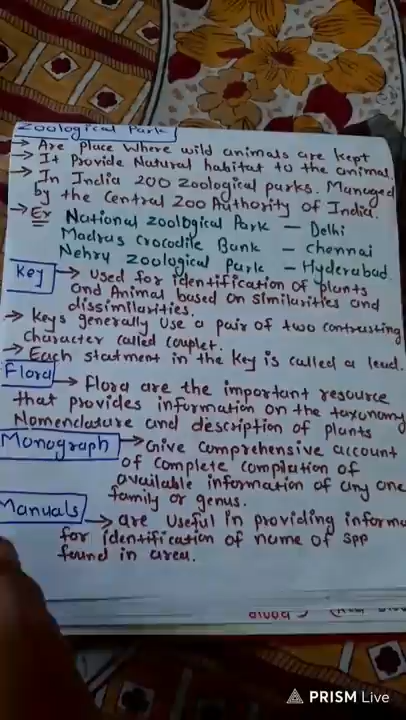 Zoological Park
→ Are place where wild animals are kept
→ It Provide Natural habitat to the animal
→ In India 200 Zoological parks. Managed
by the Central Zoo Authority of India.
→ Ex National Zoological Park — Delhi
Madras Crocodile Bank — Chennai
Nehry Zoological Park — Hyderabad
Key → Used for identification of plants
and Animal based on similarities and
dissimilarities.
→ Keys generally use a pair of two contrasting
character called couplet.
→ Each statment in the key is called a lead.
Flora → Flora are the important resource
that provides information on the taxonomy
Nomenclature and description of plants
Monograph → Give comprehensive account
of complete complation of
available information of any one
family or genus.
Manuals → are useful in providing informa
for identification of name of spp
found in area.
PRISM Live